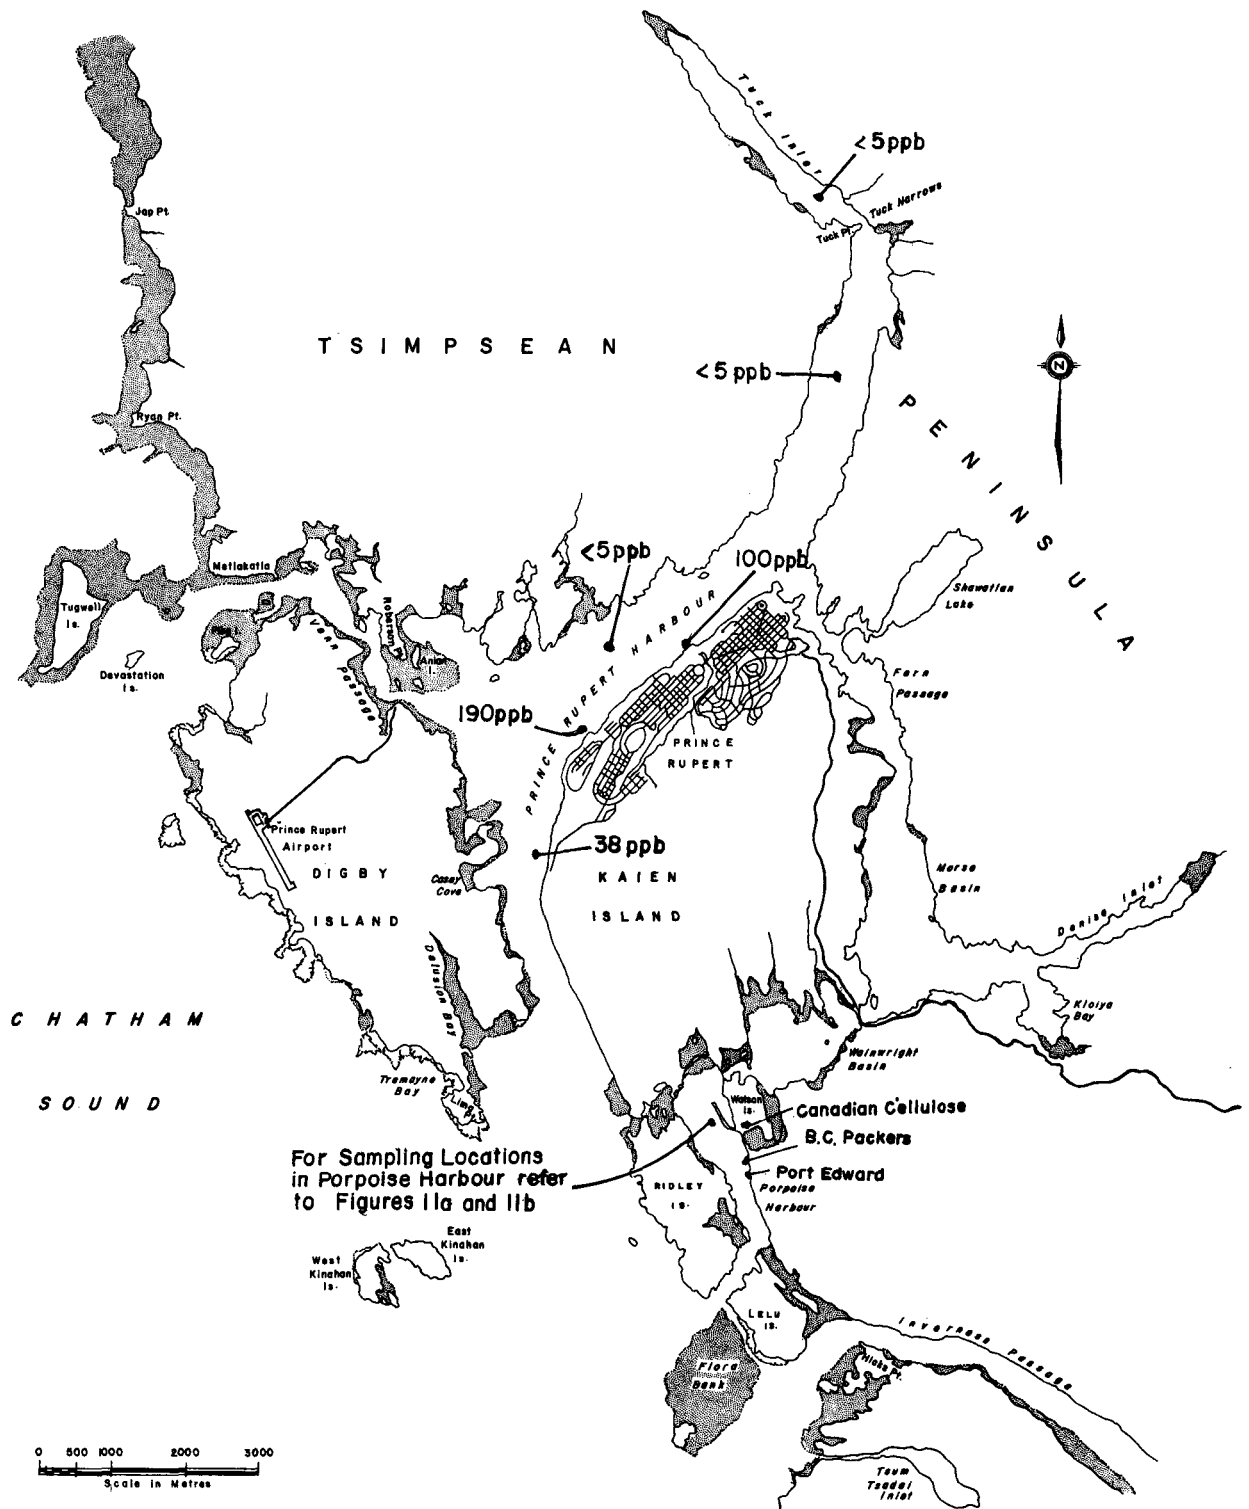 Tuck Inlet
<5ppb
Tuck Narrows
Tuck Pt.
Jap Pt.
TSIMPSEAN
N
<5 ppb
PENINSULA
Ryan Pt.
<5ppb
100ppb
Metlakatla
Shawatlan
Lake
Tugwell
Is.
Venn Passage
Devastation
Is.
PRINCE RUPERT HARBOUR
Fern
Passage
190ppb
PRINCE
RUPERT
Prince Rupert
Airport
38 ppb
DIGBY
ISLAND
Casey
Cove
KAIEN
ISLAND
Morse
Basin
Denise Inlet
Delusion Bay
CHATHAM
SOUND
Kloiya
Bay
Wainwright
Basin
Tremayne
Bay
Watson
Is.
Canadian Cellulose
B.C. Packers
Port Edward
Porpoise
Harbour
For Sampling Locations
in Porpoise Harbour refer
to Figures 11a and 11b
RIDLEY
IS.
East
Kinahan
Is.
West
Kinahan
Is.
LELU
IS.
Inverness Passage
Hicks Pt.
Flora
Bank
0 500 1000 2000 3000
Scale in Metres
Tsadai
Inlet